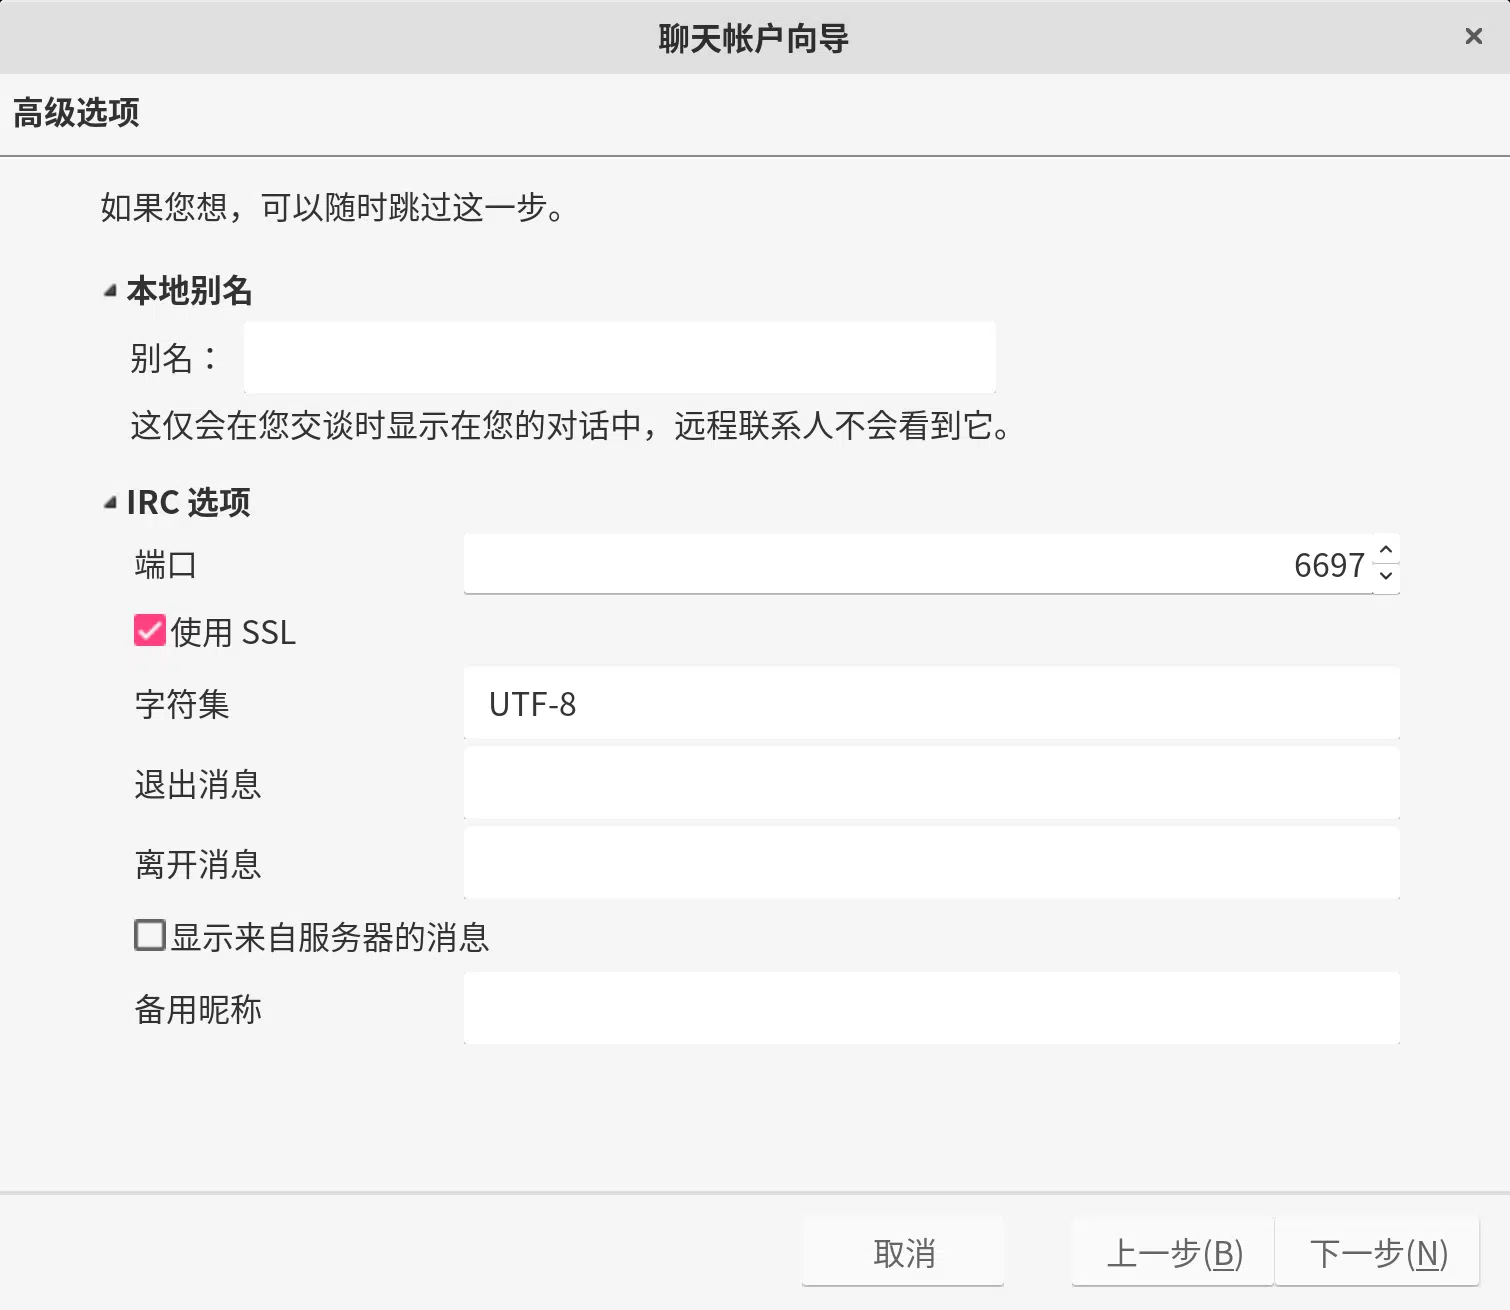 聊天帐户向导
高级选项
如果您想，可以随时跳过这一步。
本地别名
别名：
这仅会在您交谈时显示在您的对话中，远程联系人不会看到它。
IRC 选项
端口 6697
使用 SSL
字符集 UTF-8
退出消息
离开消息
显示来自服务器的消息
备用昵称
取消 上一步(B) 下一步(N)